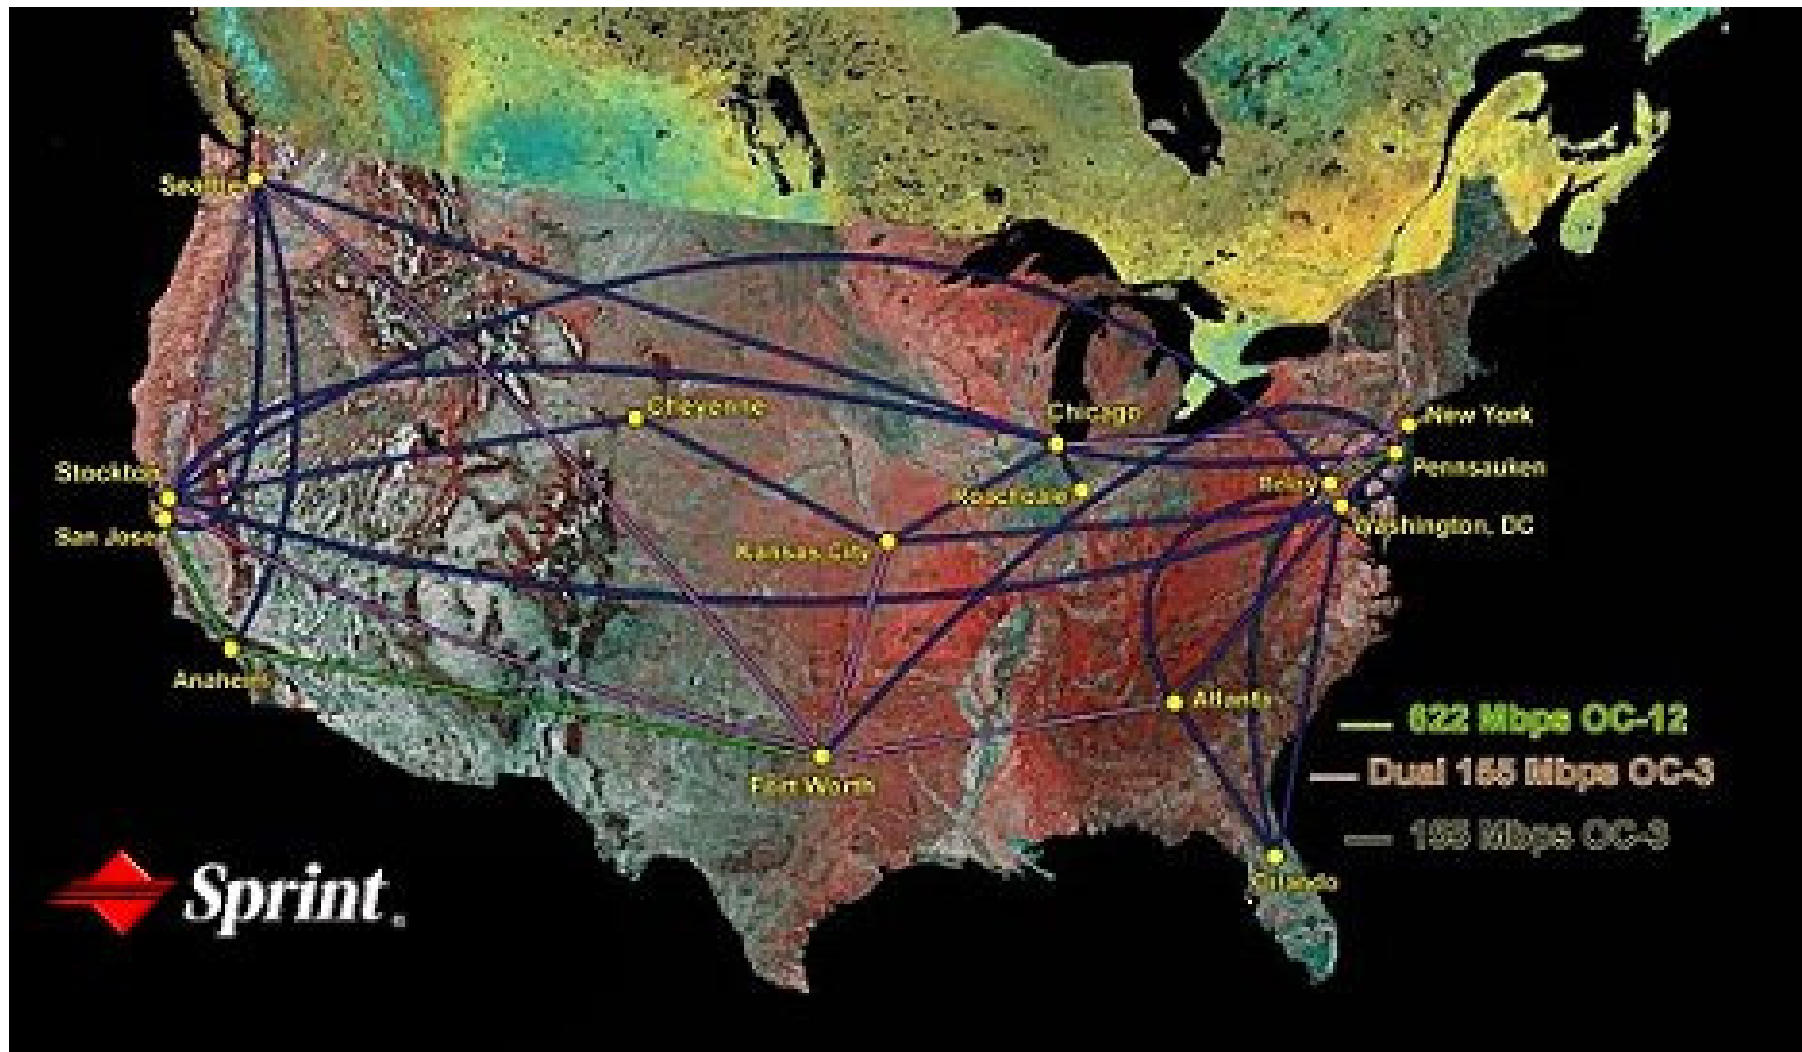 Seattle
Cheyenne
Chicago
New York
Stockton
Pennsauken
Relay
Roachdale
San Jose
Washington, DC
Kansas City
Anaheim
Atlanta
622 Mbps OC-12
Dual 155 Mbps OC-3
Fort Worth
155 Mbps OC-3
Sprint.
Orlando